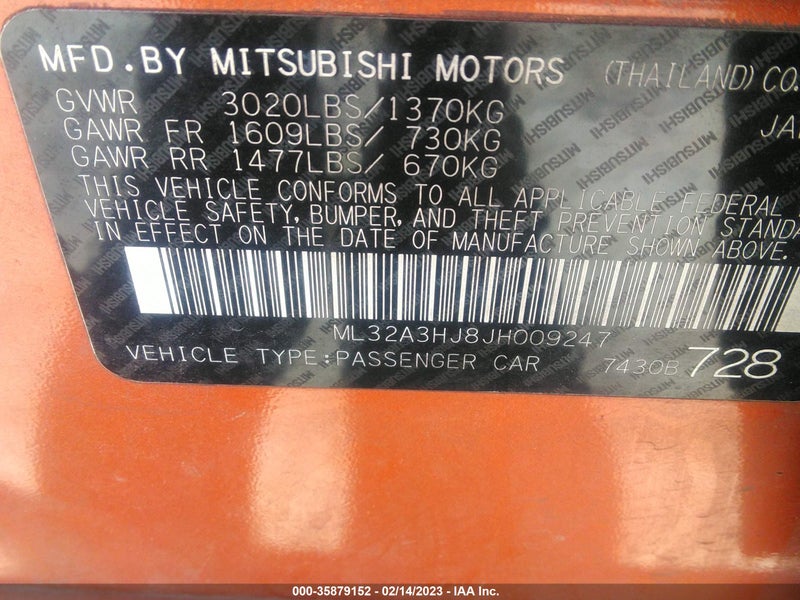 MFD.BY MITSUBISHI MOTORS (THAILAND) CO.
GVWR 3020LBS/1370KG
JA
GAWR FR 1609LBS/ 730KG
GAWR RR 1477LBS/ 670KG
THIS VEHICLE CONFORMS TO ALL APPLICABLE FEDERAL
VEHICLE SAFETY, BUMPER, AND THEFT PREVENTION STANDA
IN EFFECT ON THE DATE OF MANUFACTURE SHOWN ABOVE.
ML32A3HJ8JH009247
VEHICLE TYPE:PASSENGER CAR 7430B 728
000-35879152 - 02/14/2023 - IAA Inc.